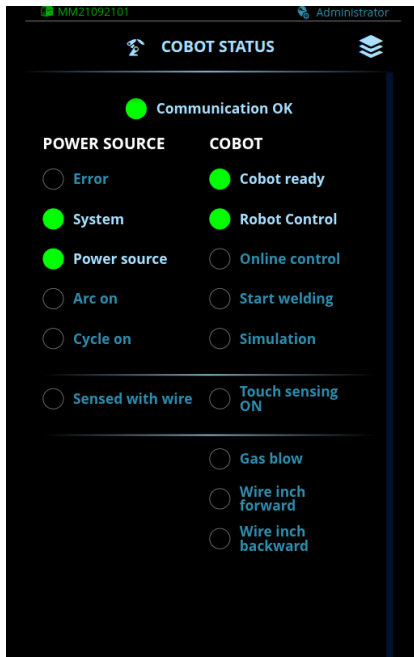 MM21092101 Administrator
COBOT STATUS
Communication OK
POWER SOURCE COBOT
Error Cobot ready
System Robot Control
Power source Online control
Arc on Start welding
Cycle on Simulation
Sensed with wire Touch sensing
ON
Gas blow
Wire inch
forward
Wire inch
backward